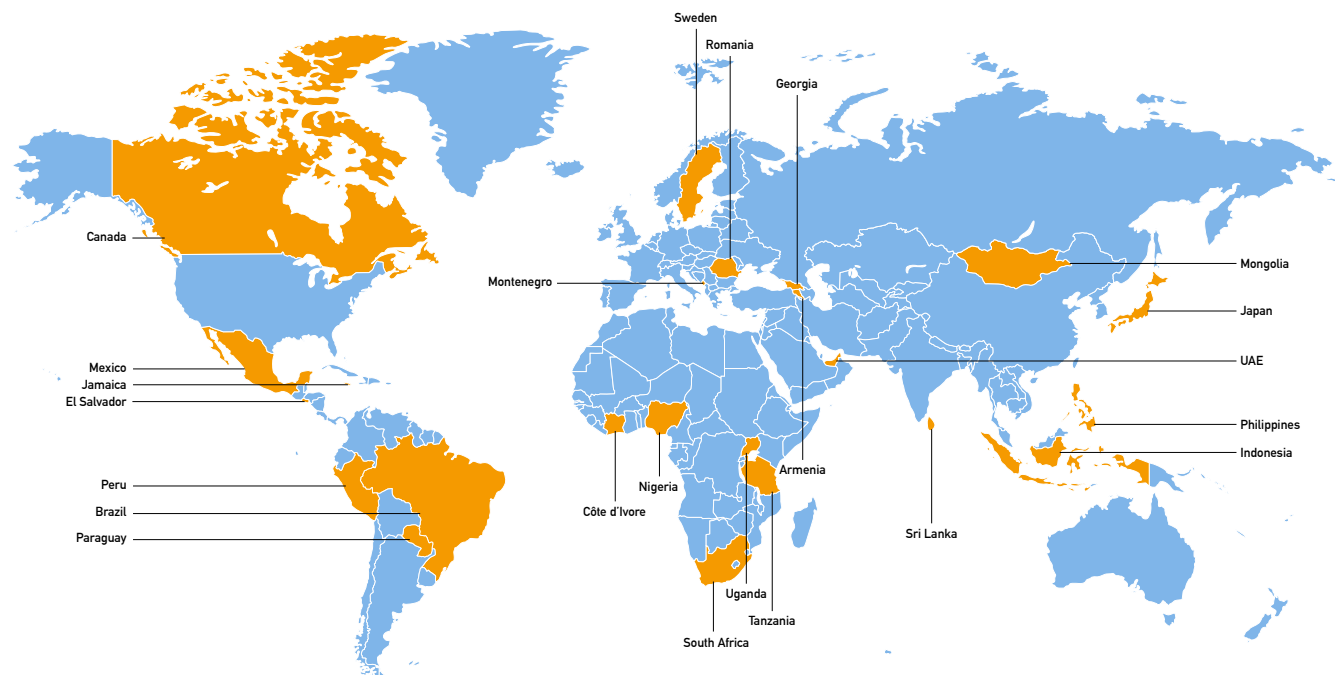 Sweden
Romania
Georgia
Canada
Montenegro
Mongolia
Japan
Mexico
UAE
Jamaica
El Salvador
Philippines
Indonesia
Armenia
Peru
Nigeria
Brazil
Côte d'Ivore
Sri Lanka
Paraguay
Uganda
Tanzania
South Africa